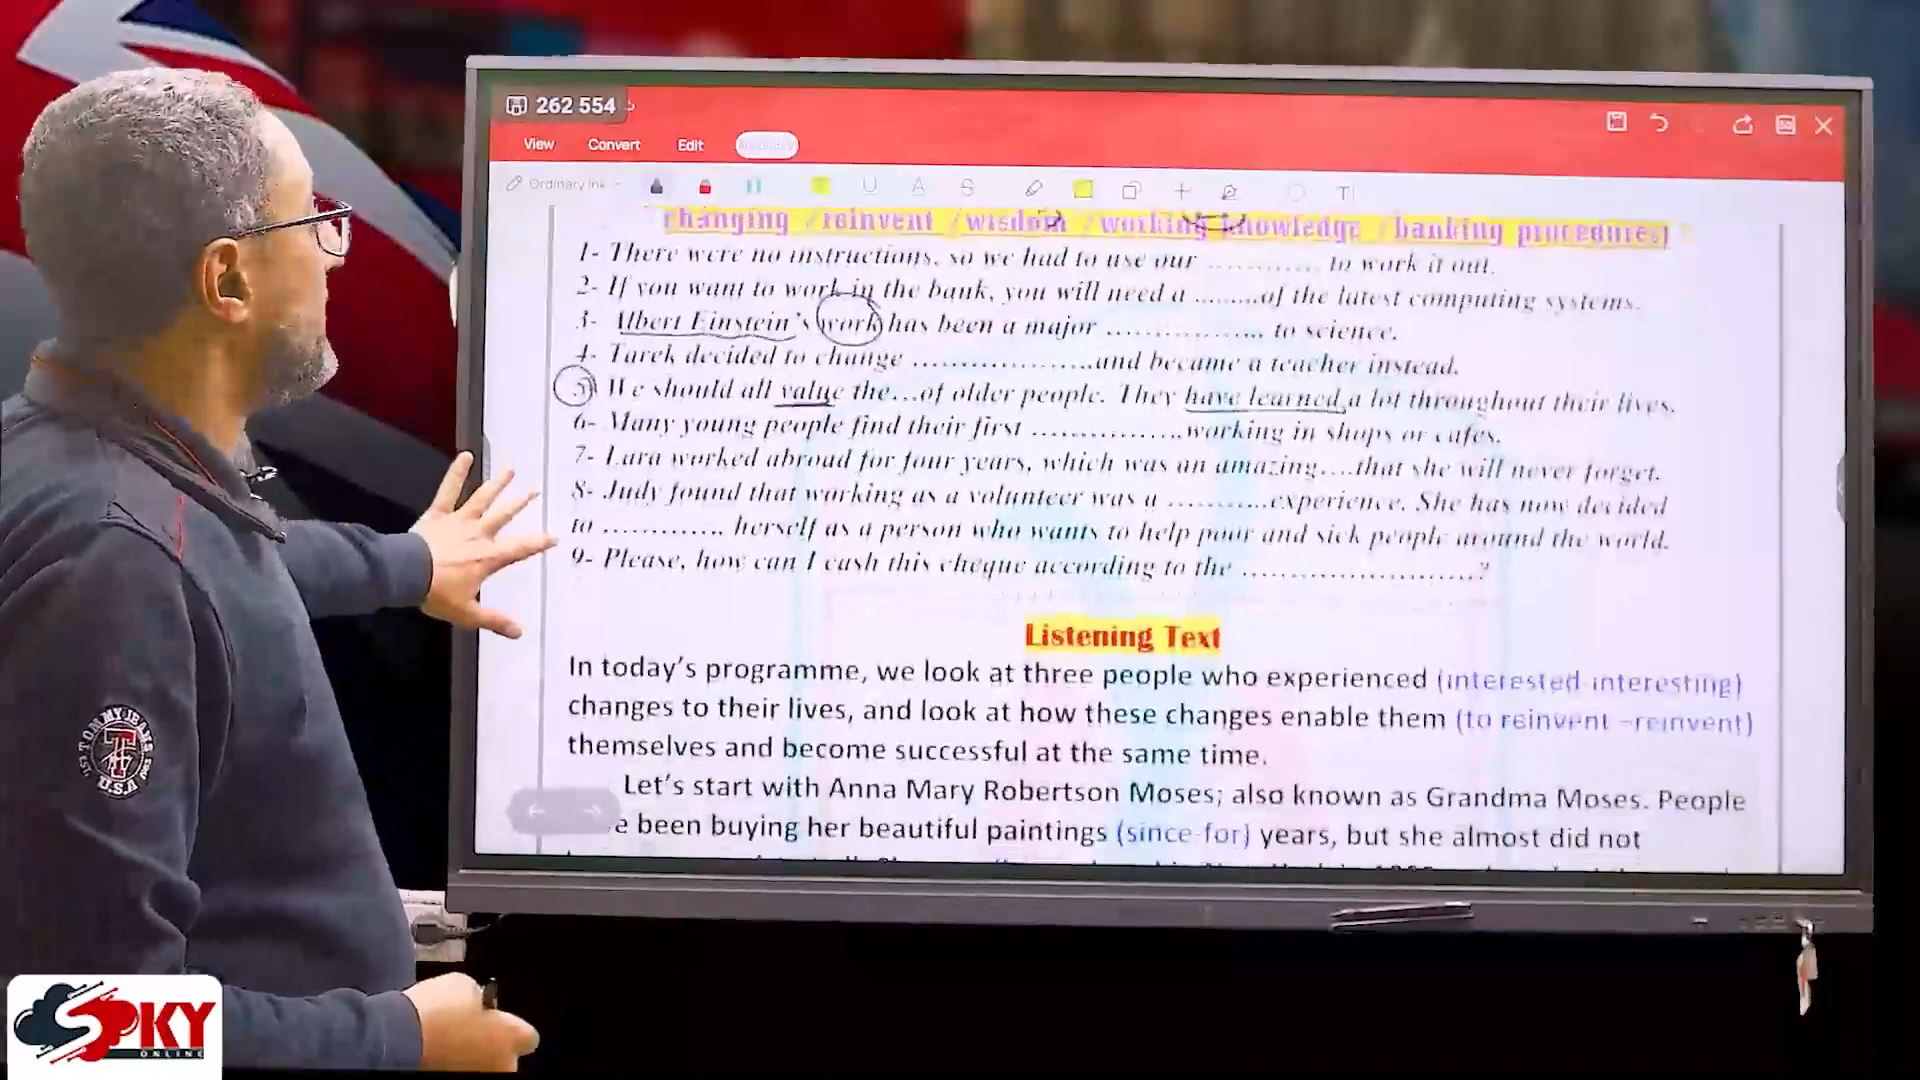 262 554
View Convert Edit
Ordinary Ink
changing /reinvent /wisdom /working knowledge /banking procedures)
1- There were no instructions, so we had to use our ............ to work it out.
2- If you want to work in the bank, you will need a .........of the latest computing systems.
3- Albert Einstein's work has been a major ................. to science.
4- Tarek decided to change ...................and became a teacher instead.
5- We should all value the...of older people. They have learned a lot throughout their lives.
6- Many young people find their first ................working in shops or cafes.
7- Lara worked abroad for four years, which was an amazing....that she will never forget.
8- Judy found that working as a volunteer was a ...........experience. She has now decided
to ............. herself as a person who wants to help poor and sick people around the world.
9- Please, how can I cash this cheque according to the .........................?
Listening Text
In today's programme, we look at three people who experienced (interested-interesting)
changes to their lives, and look at how these changes enable them (to reinvent –reinvent)
themselves and become successful at the same time.
Let's start with Anna Mary Robertson Moses; also known as Grandma Moses. People
e been buying her beautiful paintings (since-for) years, but she almost did not
TOMMY JEANS
U.S.A
SKY
ONLINE